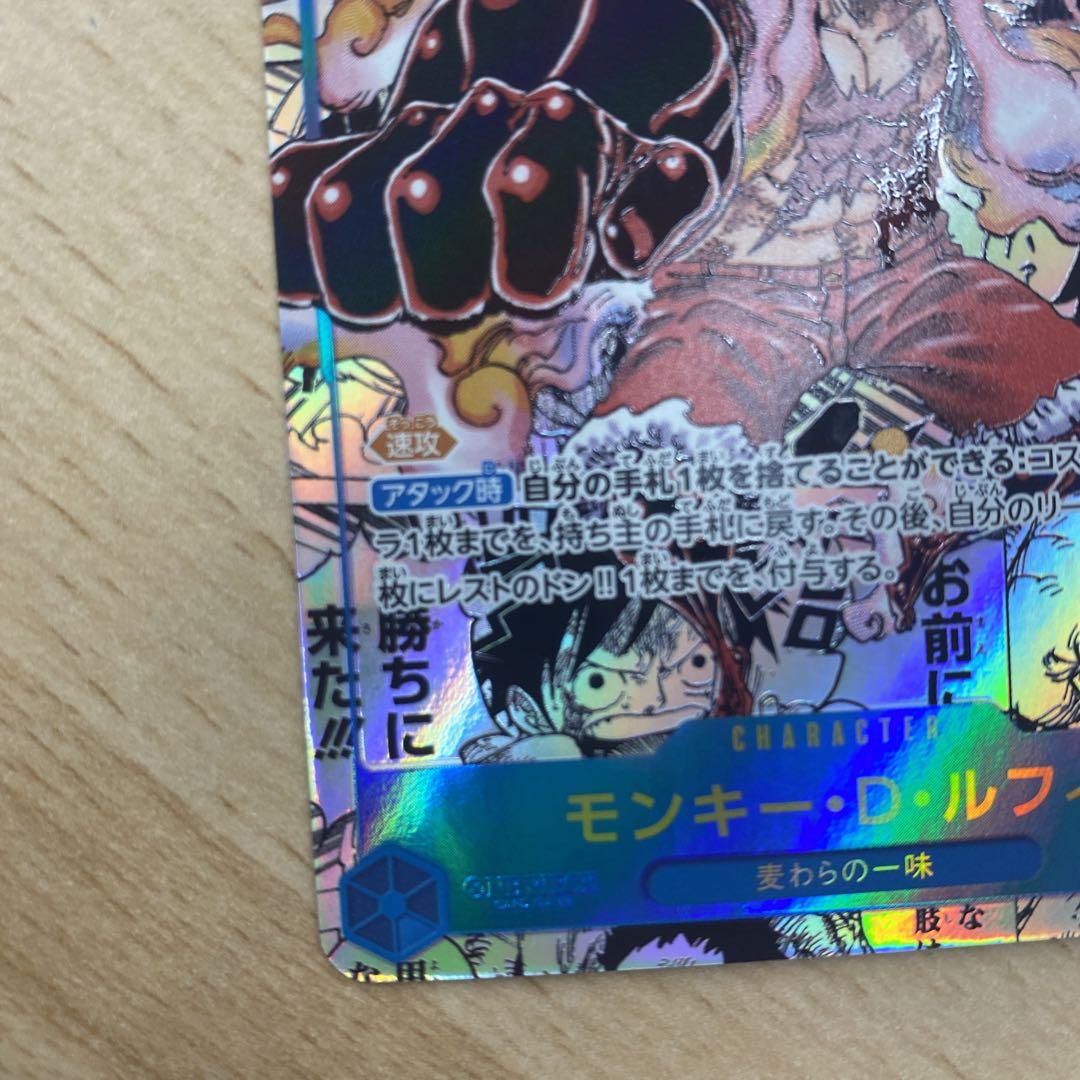 速攻
アタック時 自分の手札1枚を捨てることができる:コス
ラ1枚までを、持ち主の手札に戻す。その後、自分のリ
枚にレストのドン!!1枚までを、付与する。
お前に
勝ちに
来た!!!
CHARACTER
モンキー・D・ルフィ
麦わらの一味